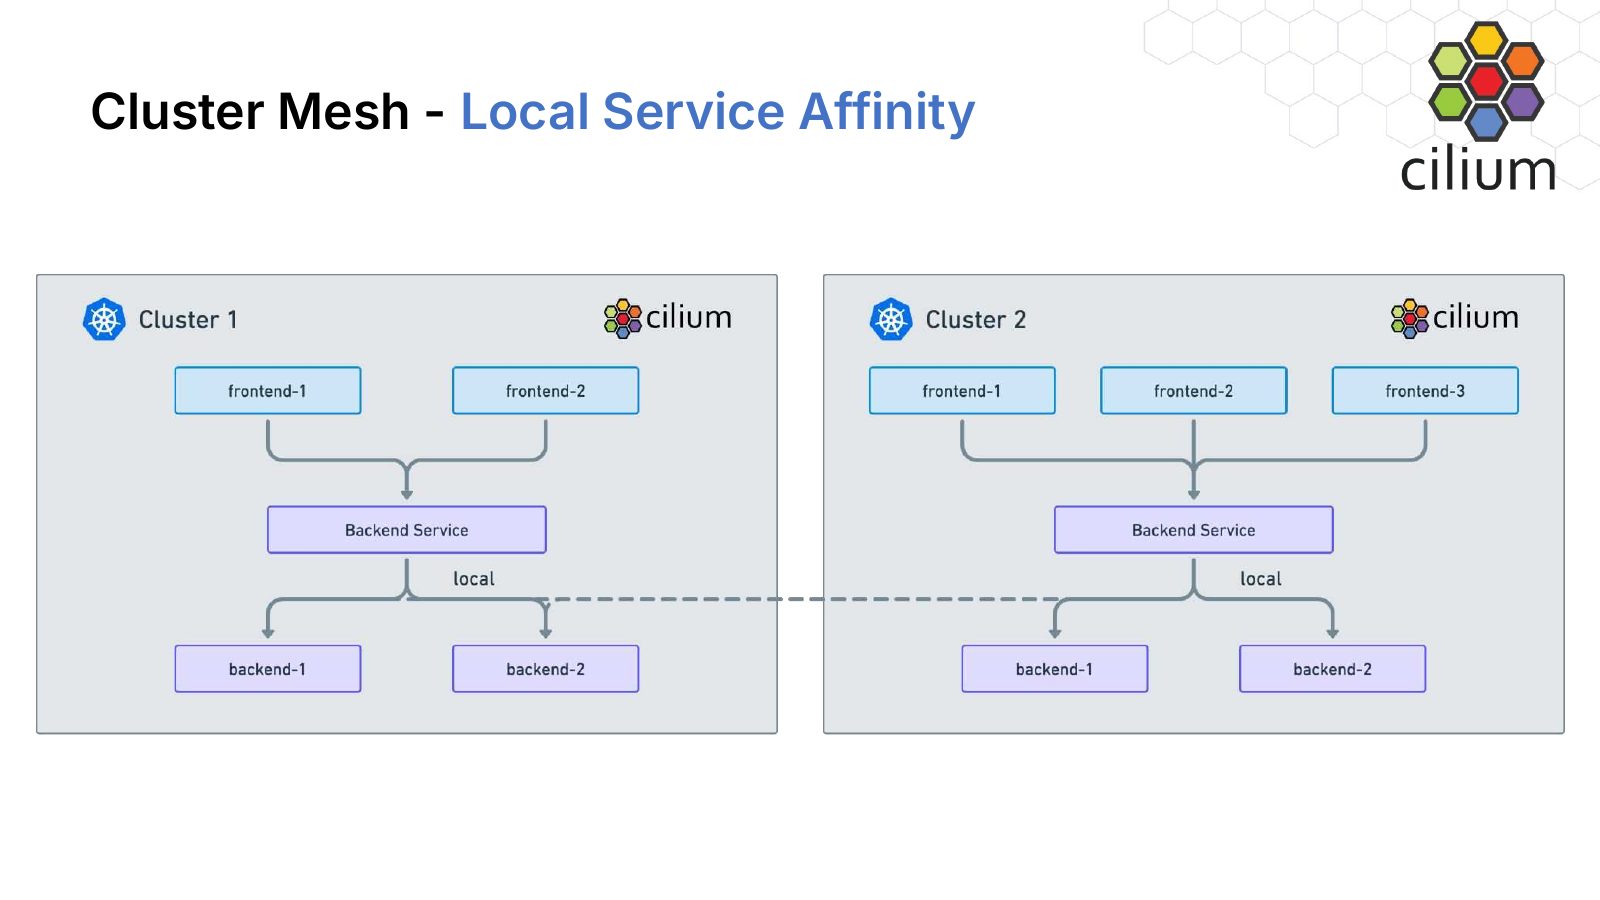 Cluster Mesh - Local Service Affinity
cilium
Cluster 1
cilium
frontend-1
frontend-2
Backend Service
local
backend-1
backend-2
Cluster 2
cilium
frontend-1
frontend-2
frontend-3
Backend Service
local
backend-1
backend-2